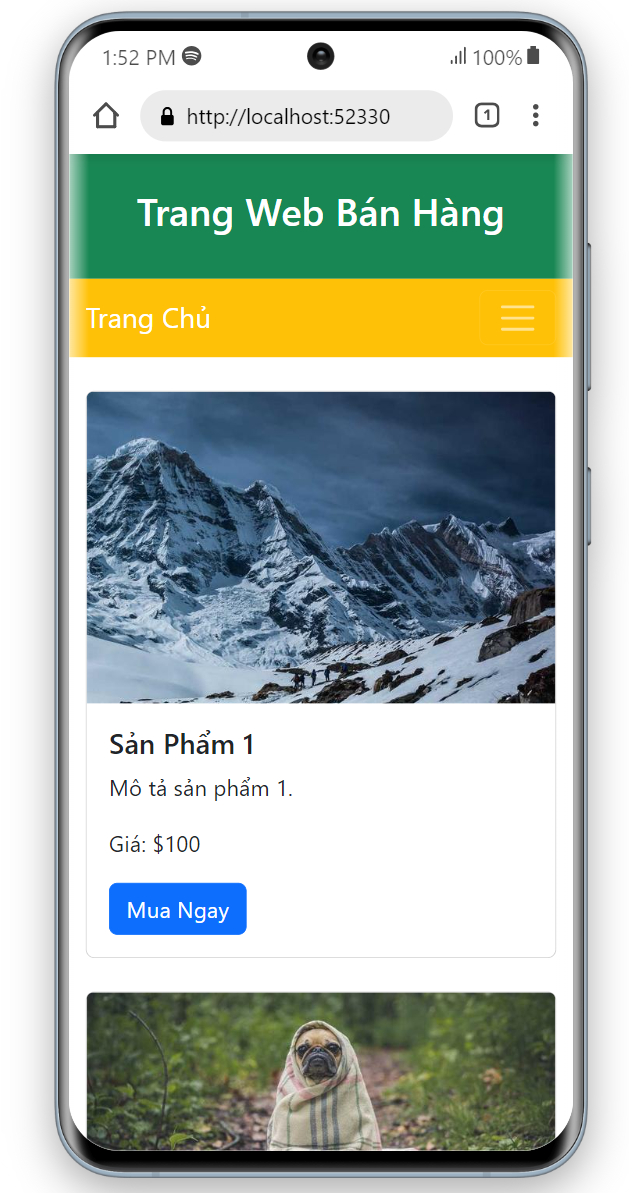 1:52 PM 100%
http://localhost:52330 1
Trang Web Bán Hàng
Trang Chủ
Sản Phẩm 1
Mô tả sản phẩm 1.
Giá: $100
Mua Ngay